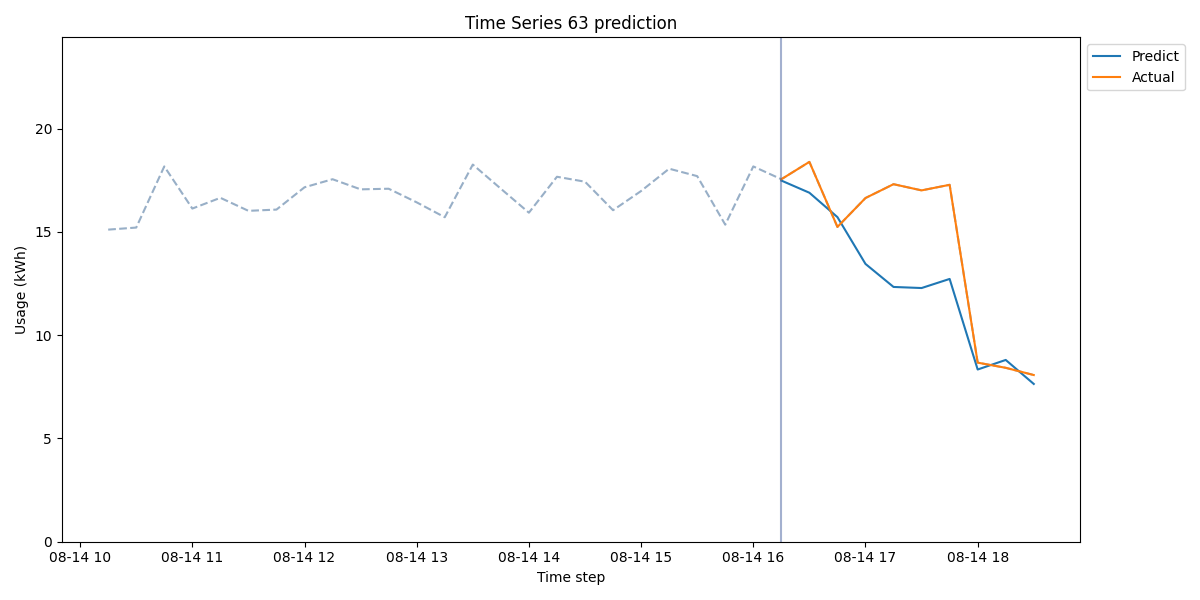 Time Series 63 prediction
Predict
Actual
Usage (kWh)
20
15
10
5
0
08-14 10 08-14 11 08-14 12 08-14 13 08-14 14 08-14 15 08-14 16 08-14 17 08-14 18
Time step